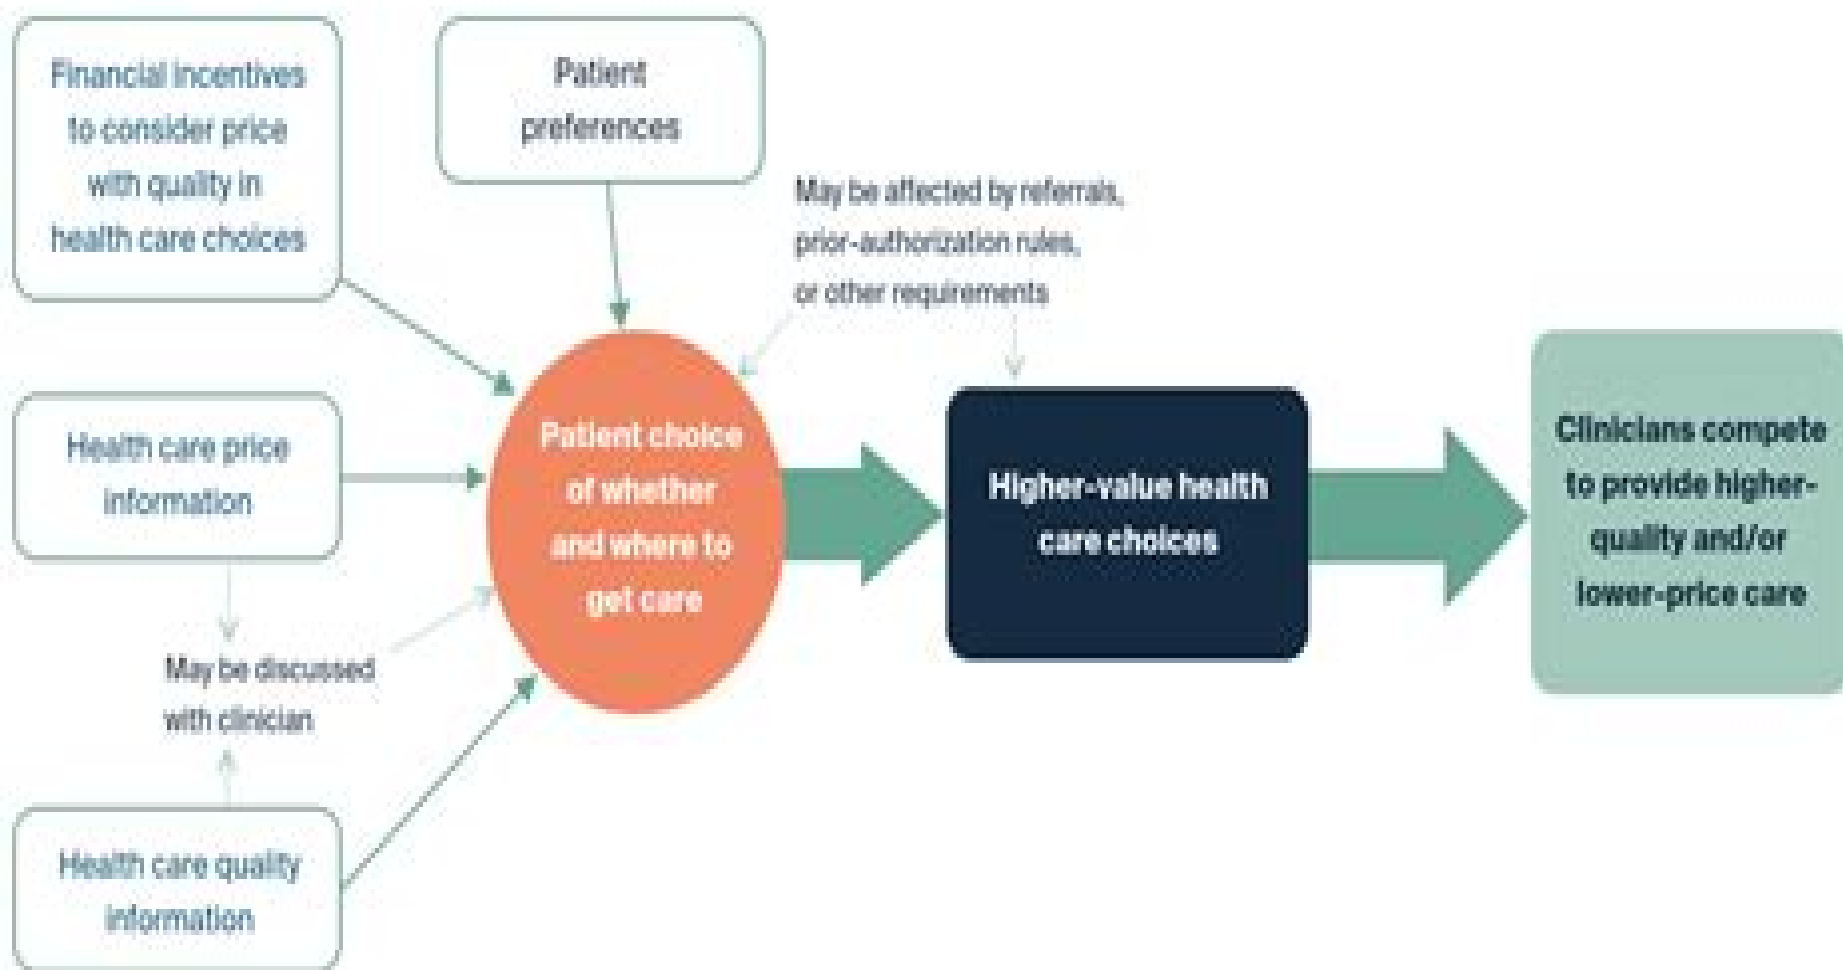 Financial incentives
to consider price
with quality in
health care choices
Patient
preferences
May be affected by referrals,
prior-authorization rules,
or other requirements
Health care price
information
Patient choice
of whether
and where to
get care
Higher-value health
care choices
Clinicians compete
to provide higher-
quality and/or
lower-price care
May be discussed
with clinician
Health care quality
information